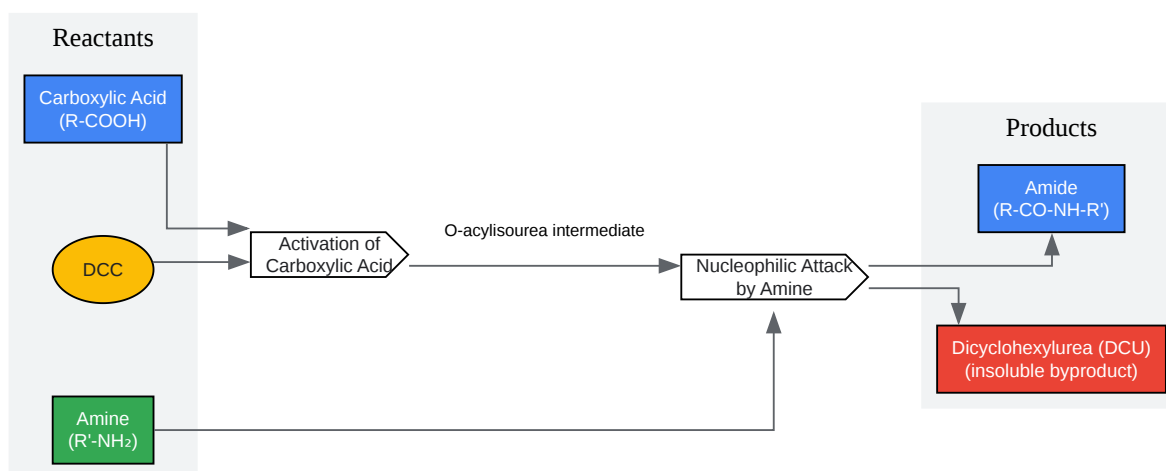 Reactants
Carboxylic Acid
(R-COOH)
DCC
Amine
(R'-NH₂)
Activation of
Carboxylic Acid
O-acylisourea intermediate
Nucleophilic Attack
by Amine
Products
Amide
(R-CO-NH-R')
Dicyclohexylurea (DCU)
(insoluble byproduct)